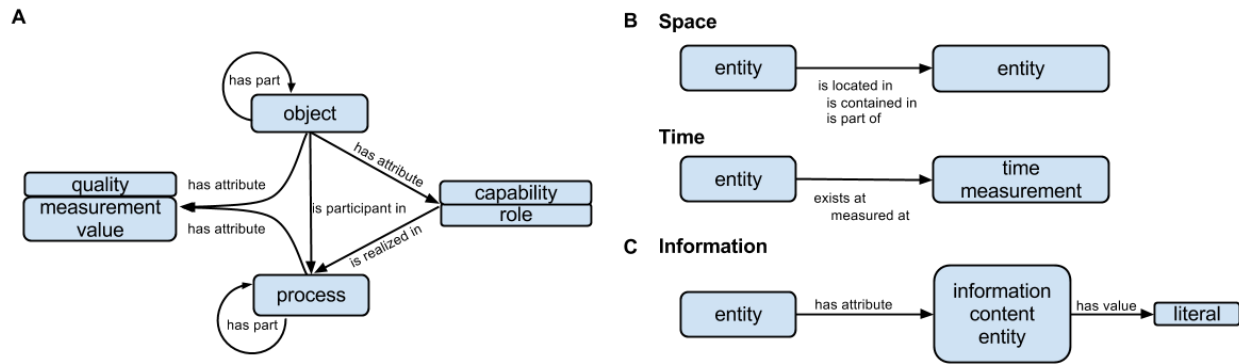 A
has part
object
has attribute
quality
has attribute
measurement
value
is participant in
capability
role
has attribute
is realized in
process
has part
B Space
entity
entity
is located in
is contained in
is part of
Time
entity
time
measurement
exists at
measured at
C Information
entity
has attribute
information
content
entity
has value
literal